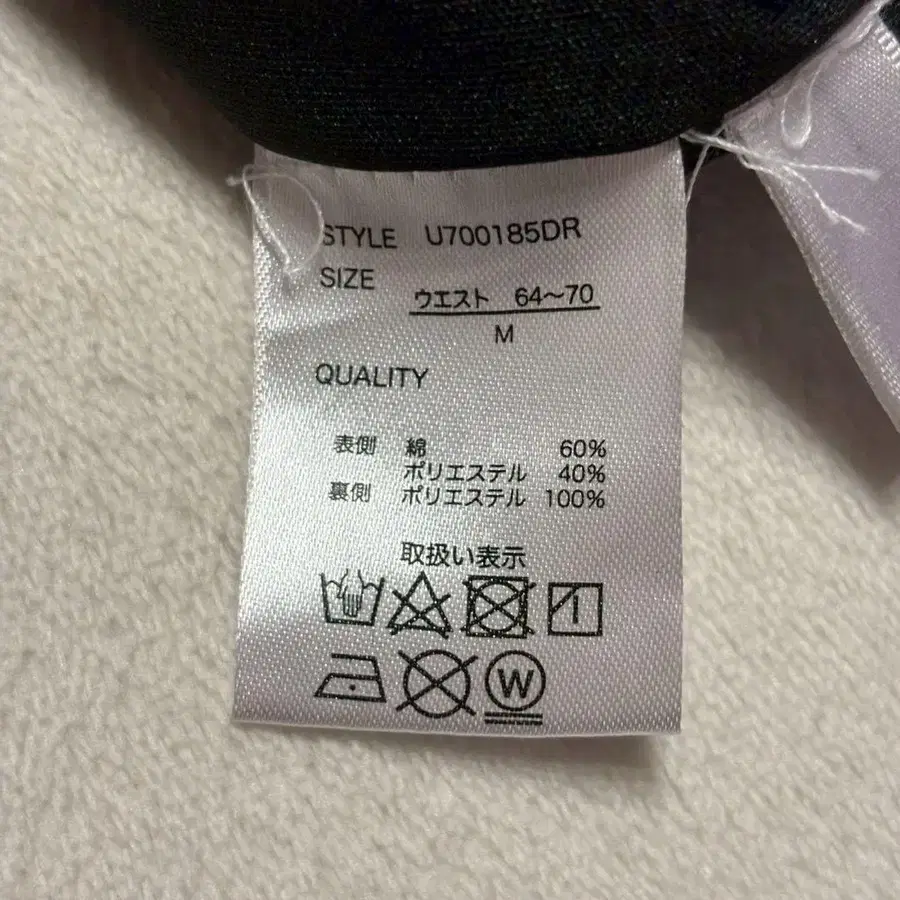 STYLE U700185DR
SIZE
ウエスト 64～70
M
QUALITY
表側 綿 60%
ポリエステル 40%
裏側 ポリエステル 100%
取扱い表示
W